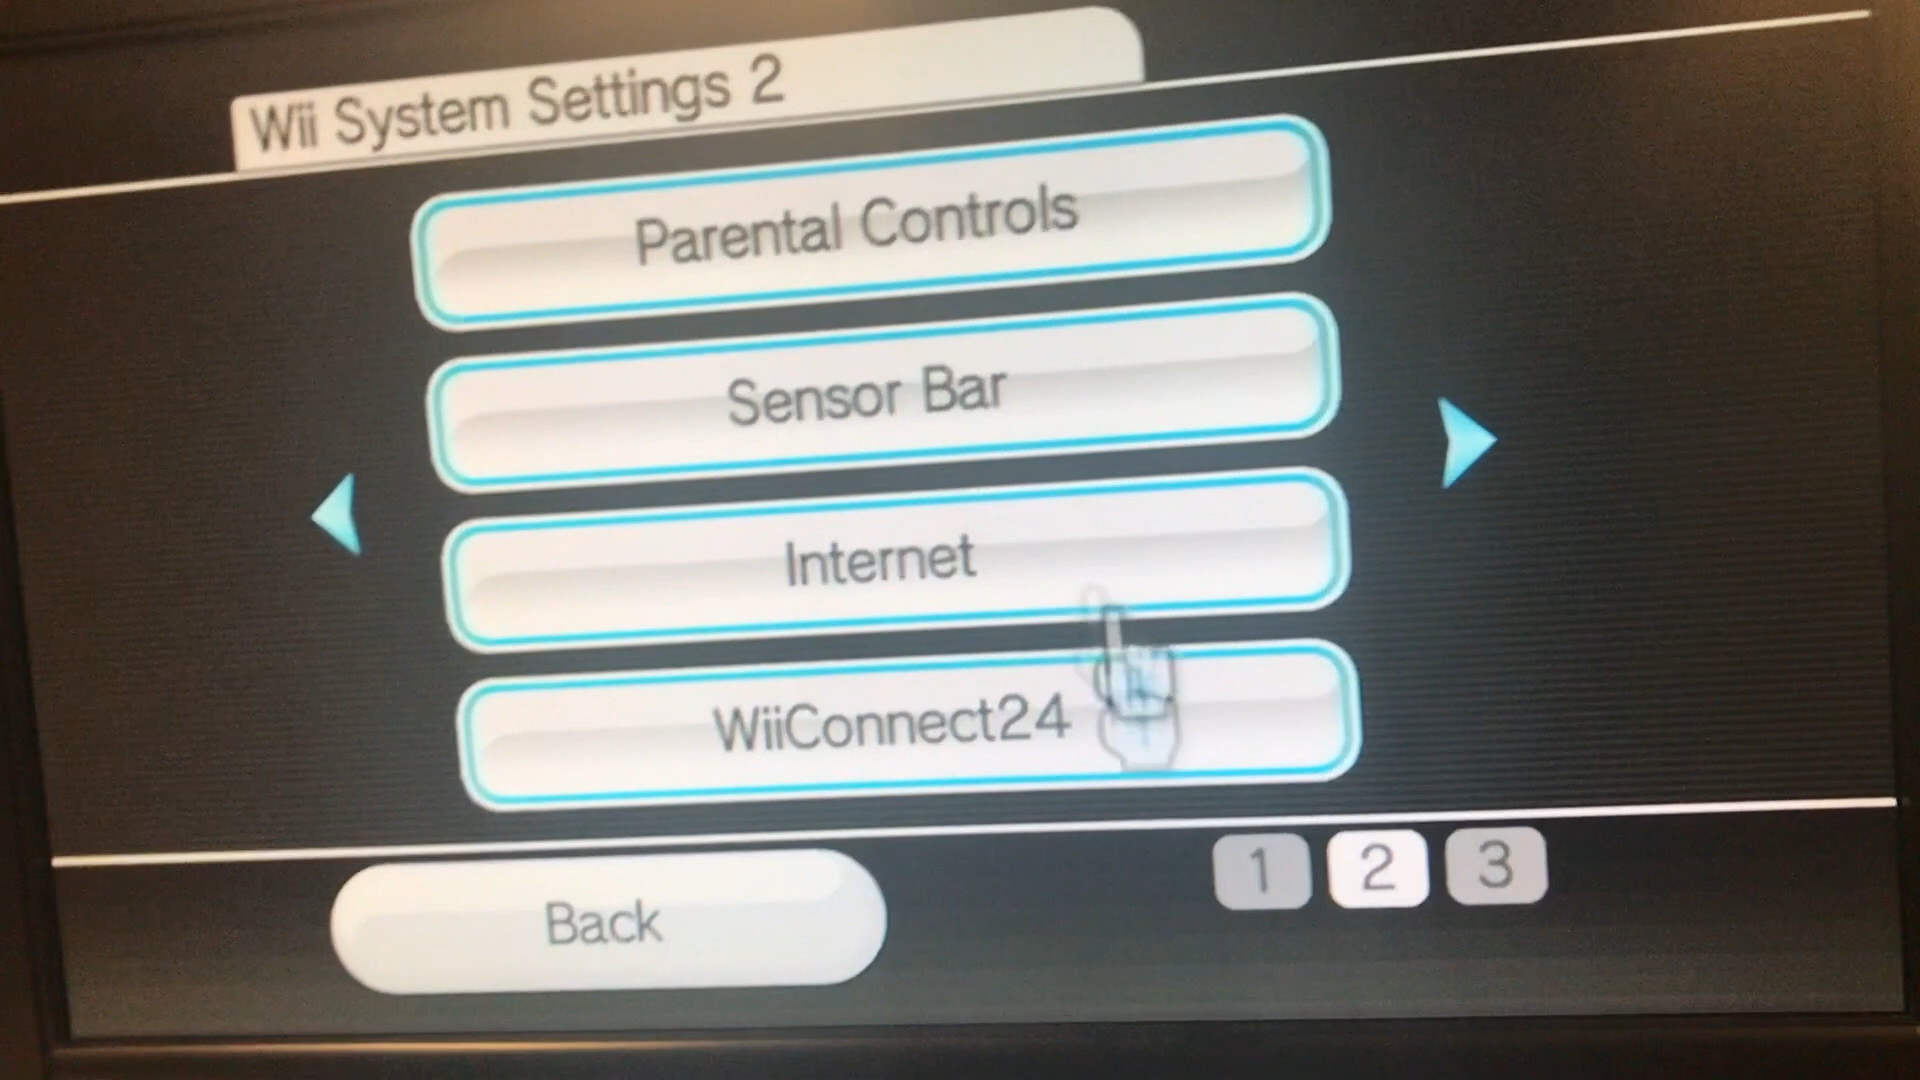 Wii System Settings 2
Parental Controls
Sensor Bar
Internet
WiiConnect24
Back
1 2 3